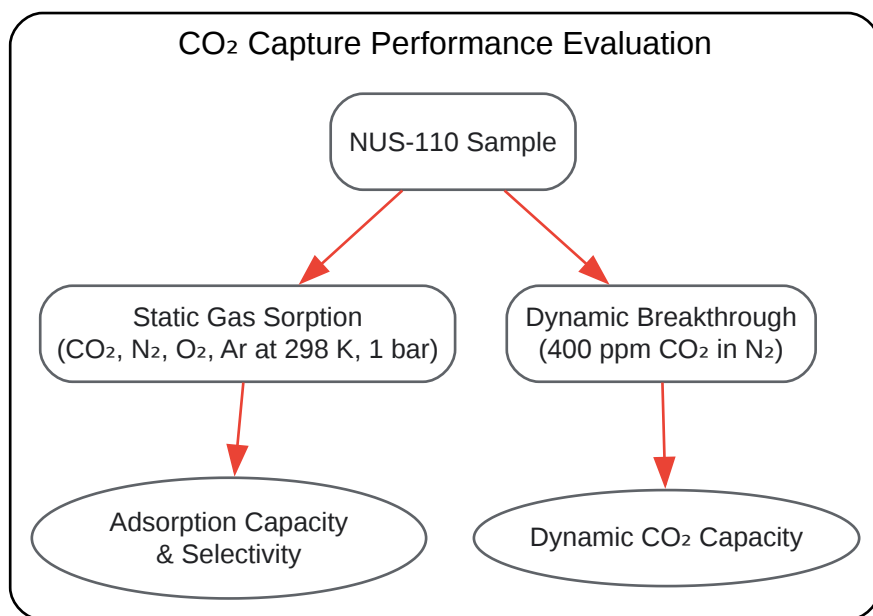 CO₂ Capture Performance Evaluation
NUS-110 Sample
Static Gas Sorption
(CO₂, N₂, O₂, Ar at 298 K, 1 bar)
Dynamic Breakthrough
(400 ppm CO₂ in N₂)
Adsorption Capacity
& Selectivity
Dynamic CO₂ Capacity